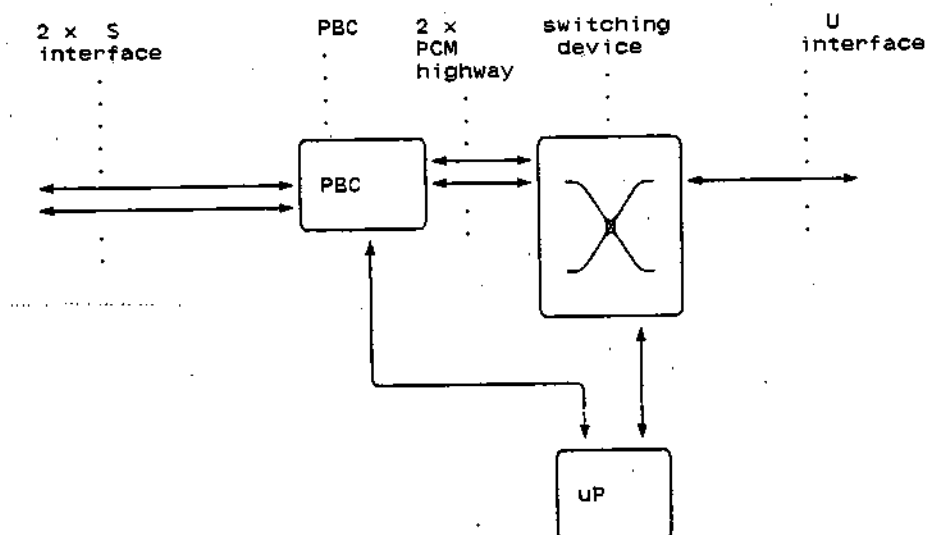 2 x S
interface
PBC
2 x
PCM
highway
switching
device
U
interface
PBC
uP